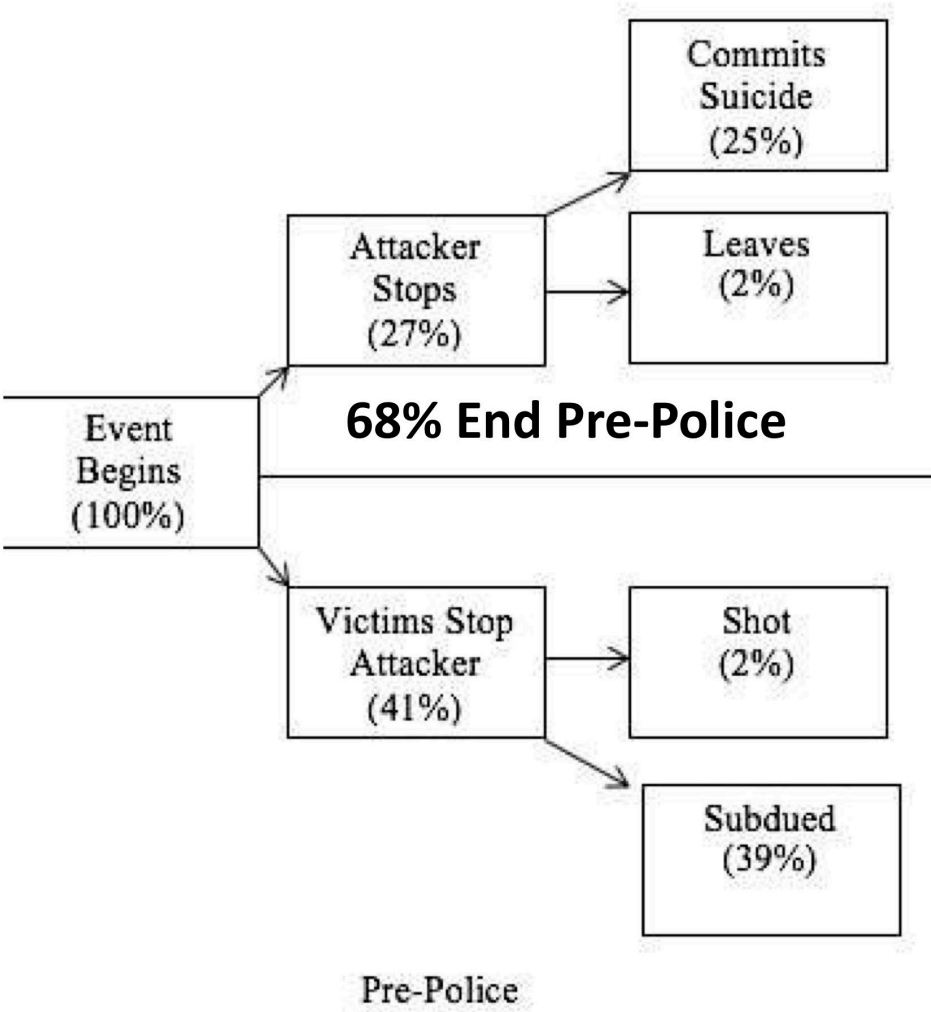 Commits
Suicide
(25%)
Attacker
Stops
(27%)
Leaves
(2%)
68% End Pre-Police
Event
Begins
(100%)
Victims Stop
Attacker
(41%)
Shot
(2%)
Subdued
(39%)
Pre-Police